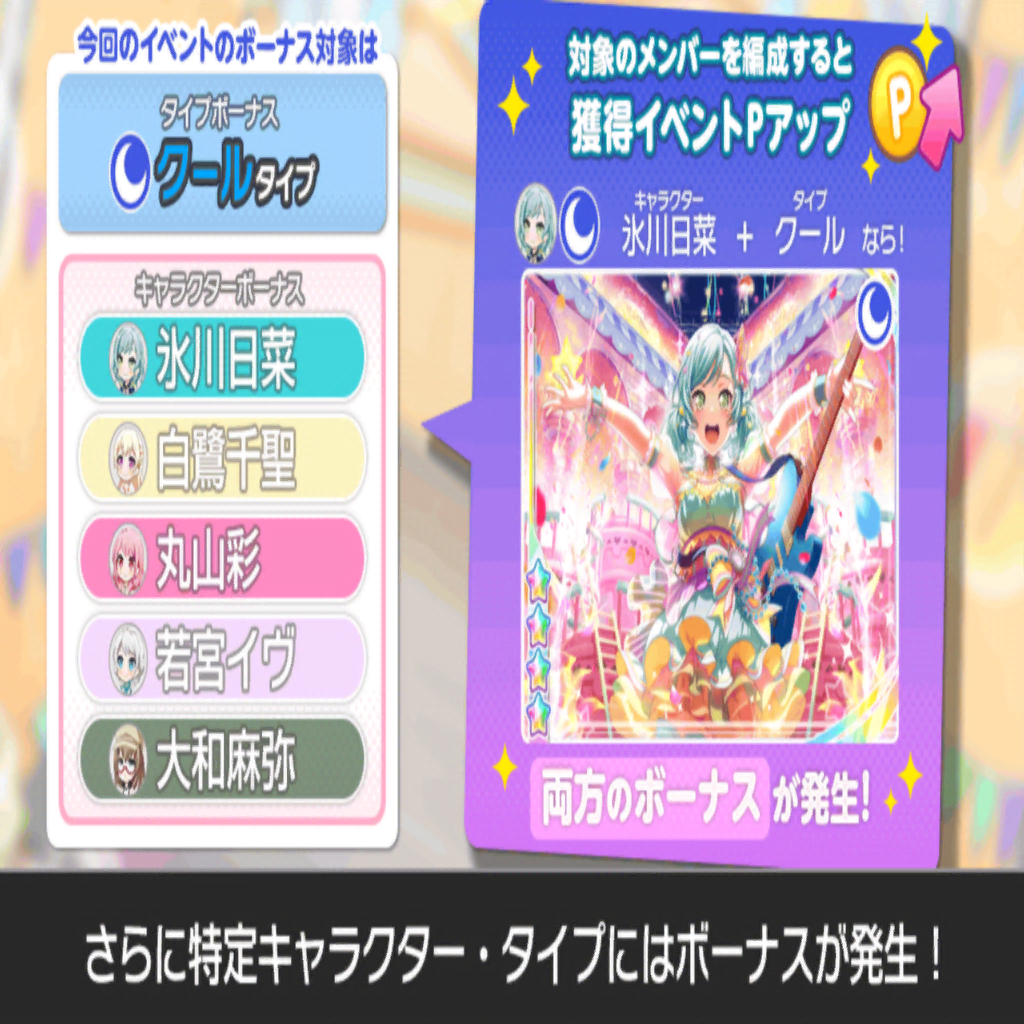 今回のイベントのボーナス対象は
タイプボーナス
クールタイプ
キャラクターボーナス
氷川日菜
白鷺千聖
丸山彩
若宮イヴ
大和麻弥
対象のメンバーを編成すると
獲得イベントPアップ
P
キャラクター タイプ
氷川日菜 + クール なら!
両方のボーナスが発生!
さらに特定キャラクター・タイプにはボーナスが発生！